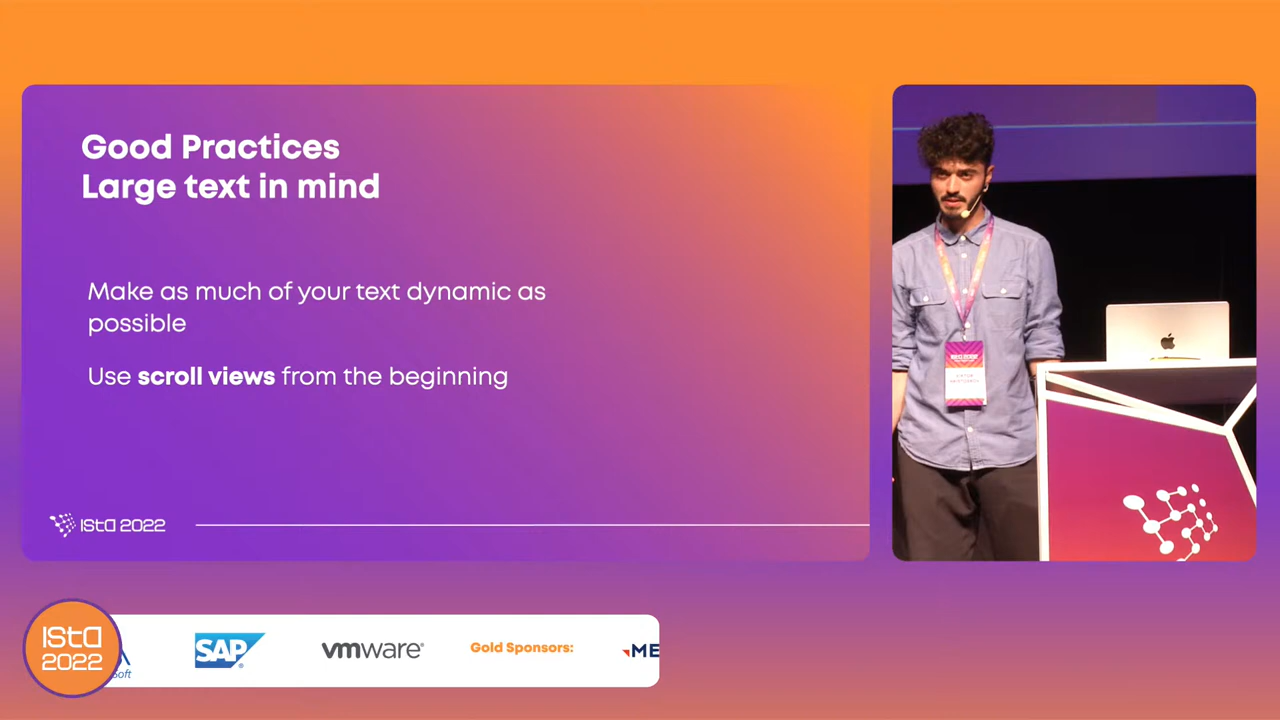 Good Practices
Large text in mind
Make as much of your text dynamic as
possible
Use scroll views from the beginning
ISTA 2022
ISTA
2022
SAP
vmware
Gold Sponsors: